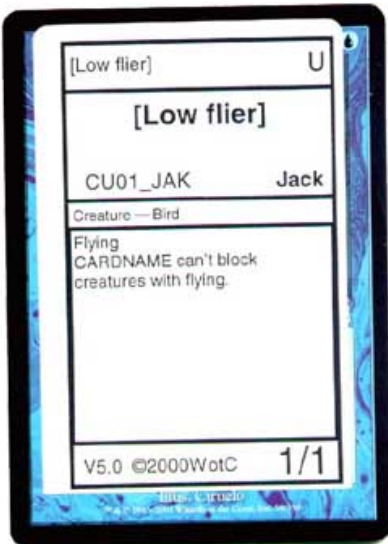 [Low flier] U
[Low flier]
CU01_JAK Jack
Creature — Bird
Flying
CARDNAME can't block
creatures with flying.
V5.0 ©2000WotC 1/1
Illus. Ciruelo